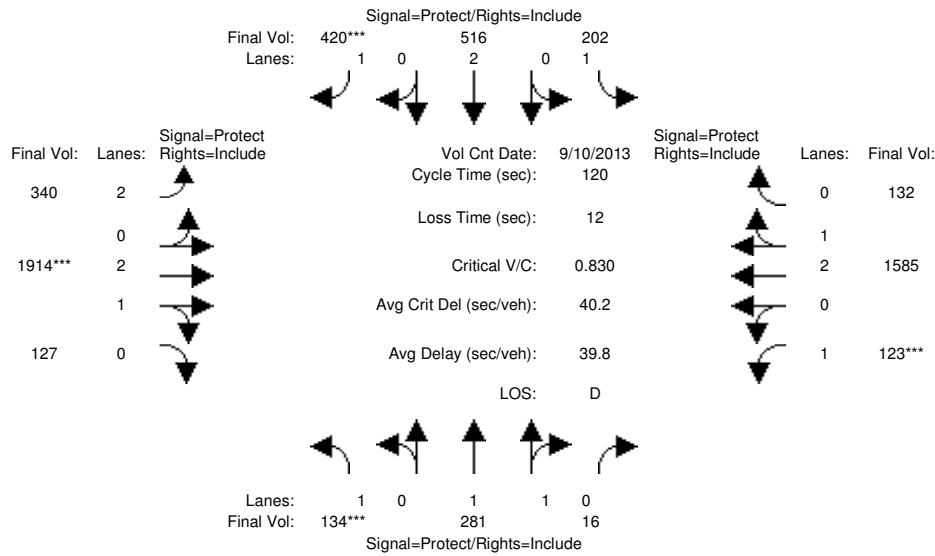 Signal=Protect/Rights=Include
Final Vol: 420*** 516 202
Lanes: 1 0 2 0 1
Signal=Protect
Final Vol: Lanes: Rights=Include
Vol Cnt Date: 9/10/2013
Signal=Protect
Rights=Include Lanes: Final Vol:
Cycle Time (sec): 120
340 2
0 132
Loss Time (sec): 12
0
1
1914*** 2
Critical V/C: 0.830
2 1585
1
Avg Crit Del (sec/veh): 40.2
0
127 0
Avg Delay (sec/veh): 39.8
1 123***
LOS: D
Lanes: 1 0 1 1 0
Final Vol: 134*** 281 16
Signal=Protect/Rights=Include